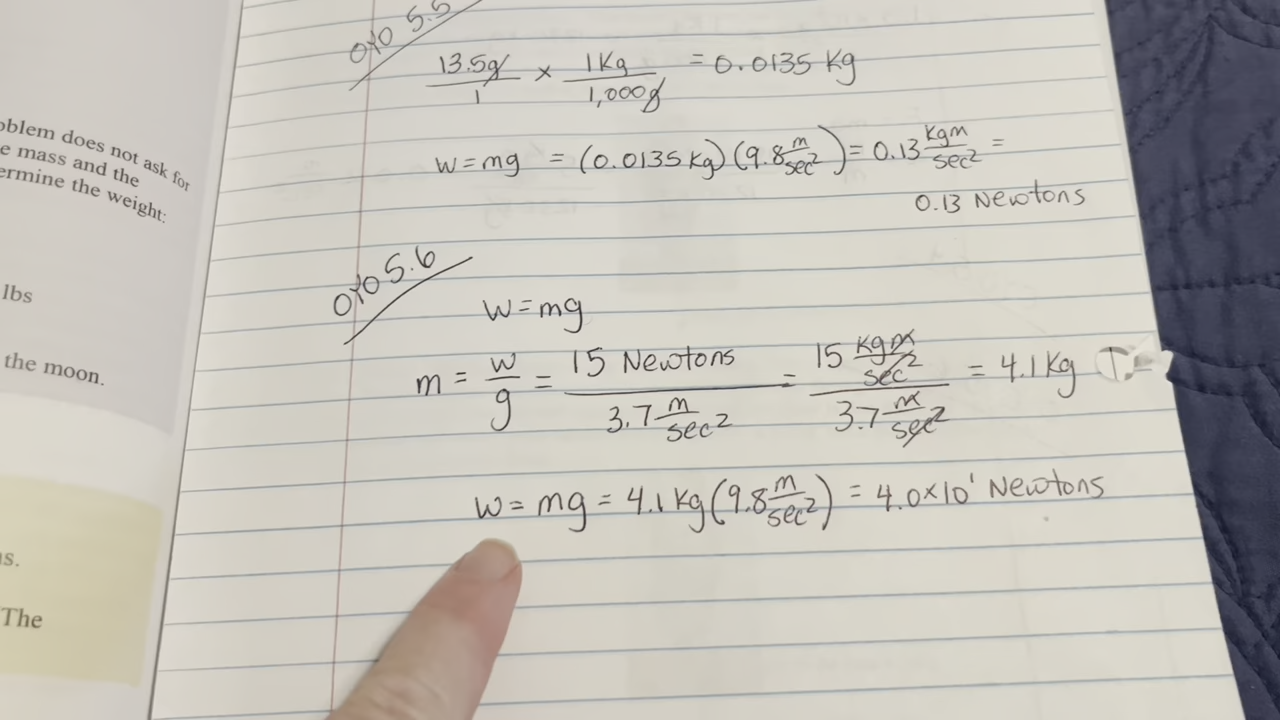 OYO 5.5
13.5g/1 × 1Kg/1,000g = 0.0135 Kg
w = mg = (0.0135 Kg)(9.8 m/sec²) = 0.13 Kgm/sec² =
0.13 Newtons
OYO 5.6
w = mg
m = w/g = 15 Newtons/3.7 m/sec² = 15 Kgm/sec²/3.7 m/sec² = 4.1 Kg
w = mg = 4.1 Kg (9.8 m/sec²) = 4.0 × 10¹ Newtons
oblem does not ask for
e mass and the
ermine the weight:
lbs
the moon.
s.
The